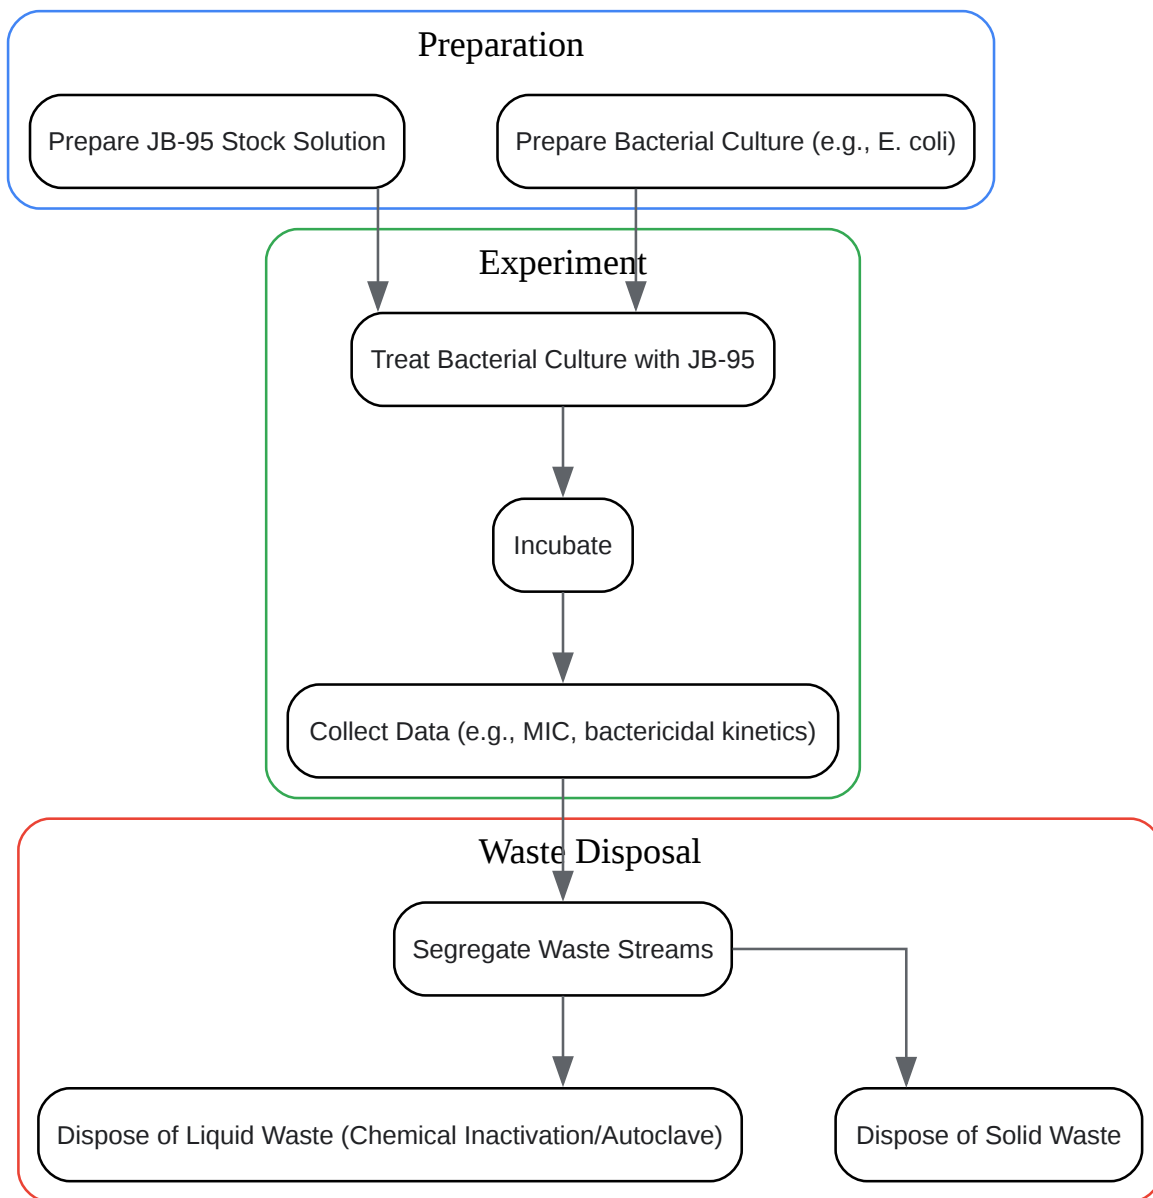 Preparation
Prepare JB-95 Stock Solution
Prepare Bacterial Culture (e.g., E. coli)
Experiment
Treat Bacterial Culture with JB-95
Incubate
Collect Data (e.g., MIC, bactericidal kinetics)
Waste Disposal
Segregate Waste Streams
Dispose of Liquid Waste (Chemical Inactivation/Autoclave)
Dispose of Solid Waste